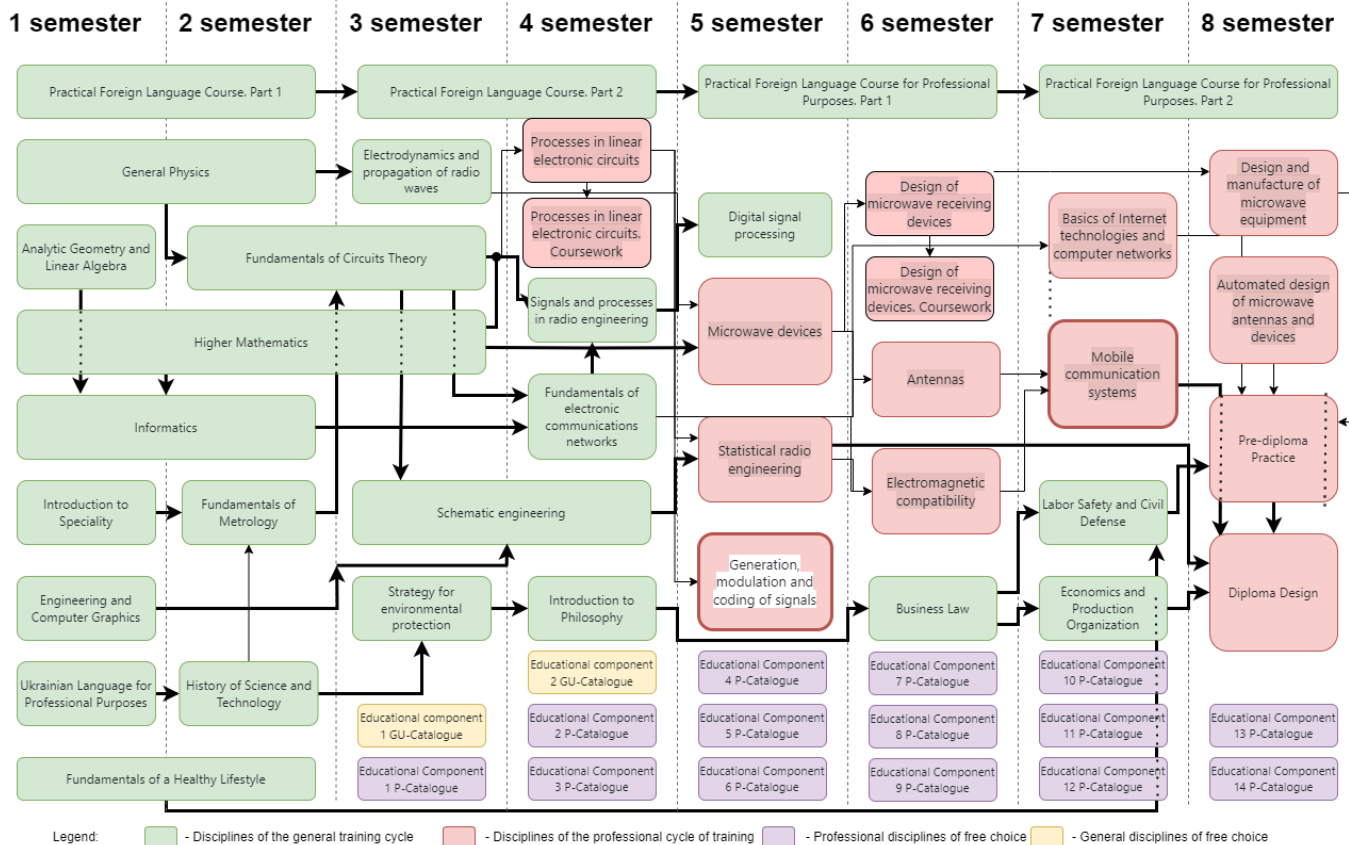 1 semester
2 semester
3 semester
4 semester
5 semester
6 semester
7 semester
8 semester
Practical Foreign Language Course. Part 1
Practical Foreign Language Course. Part 2
Practical Foreign Language Course for Professional
Purposes. Part 1
Practical Foreign Language Course for Professional
Purposes. Part 2
General Physics
Electrodynamics and
propagation of radio
waves
Processes in linear
electronic circuits
Processes in linear
electronic circuits.
Coursework
Digital signal
processing
Design of
microwave receiving
devices
Design of
microwave receiving
devices. Coursework
Basics of Internet
technologies and
computer networks
Design and
manufacture of
microwave
equipment
Analytic Geometry and
Linear Algebra
Fundamentals of Circuits Theory
Signals and processes
in radio engineering
Microwave devices
Automated design
of microwave
antennas and
devices
Higher Mathematics
Antennas
Mobile
communication
systems
Informatics
Fundamentals of
electronic
communications
networks
Statistical radio
engineering
Electromagnetic
compatibility
Pre-diploma
Practice
Introduction to
Speciality
Fundamentals of
Metrology
Schematic engineering
Labor Safety and Civil
Defense
Engineering and
Computer Graphics
Strategy for
environmental
protection
Introduction to
Philosophy
Generation,
modulation and
coding of signals
Business Law
Economics and
Production
Organization
Diploma Design
Ukrainian Language for
Professional Purposes
History of Science and
Technology
Educational component
1 GU-Catalogue
Educational component
2 GU-Catalogue
Educational Component
4 P-Catalogue
Educational Component
7 P-Catalogue
Educational Component
10 P-Catalogue
Educational Component
2 P-Catalogue
Educational Component
5 P-Catalogue
Educational Component
8 P-Catalogue
Educational Component
11 P-Catalogue
Educational Component
13 P-Catalogue
Fundamentals of a Healthy Lifestyle
Educational Component
1 P-Catalogue
Educational Component
3 P-Catalogue
Educational Component
6 P-Catalogue
Educational Component
9 P-Catalogue
Educational Component
12 P-Catalogue
Educational Component
14 P-Catalogue
Legend:
- Disciplines of the general training cycle
- Disciplines of the professional cycle of training
- Professional disciplines of free choice
- General disciplines of free choice